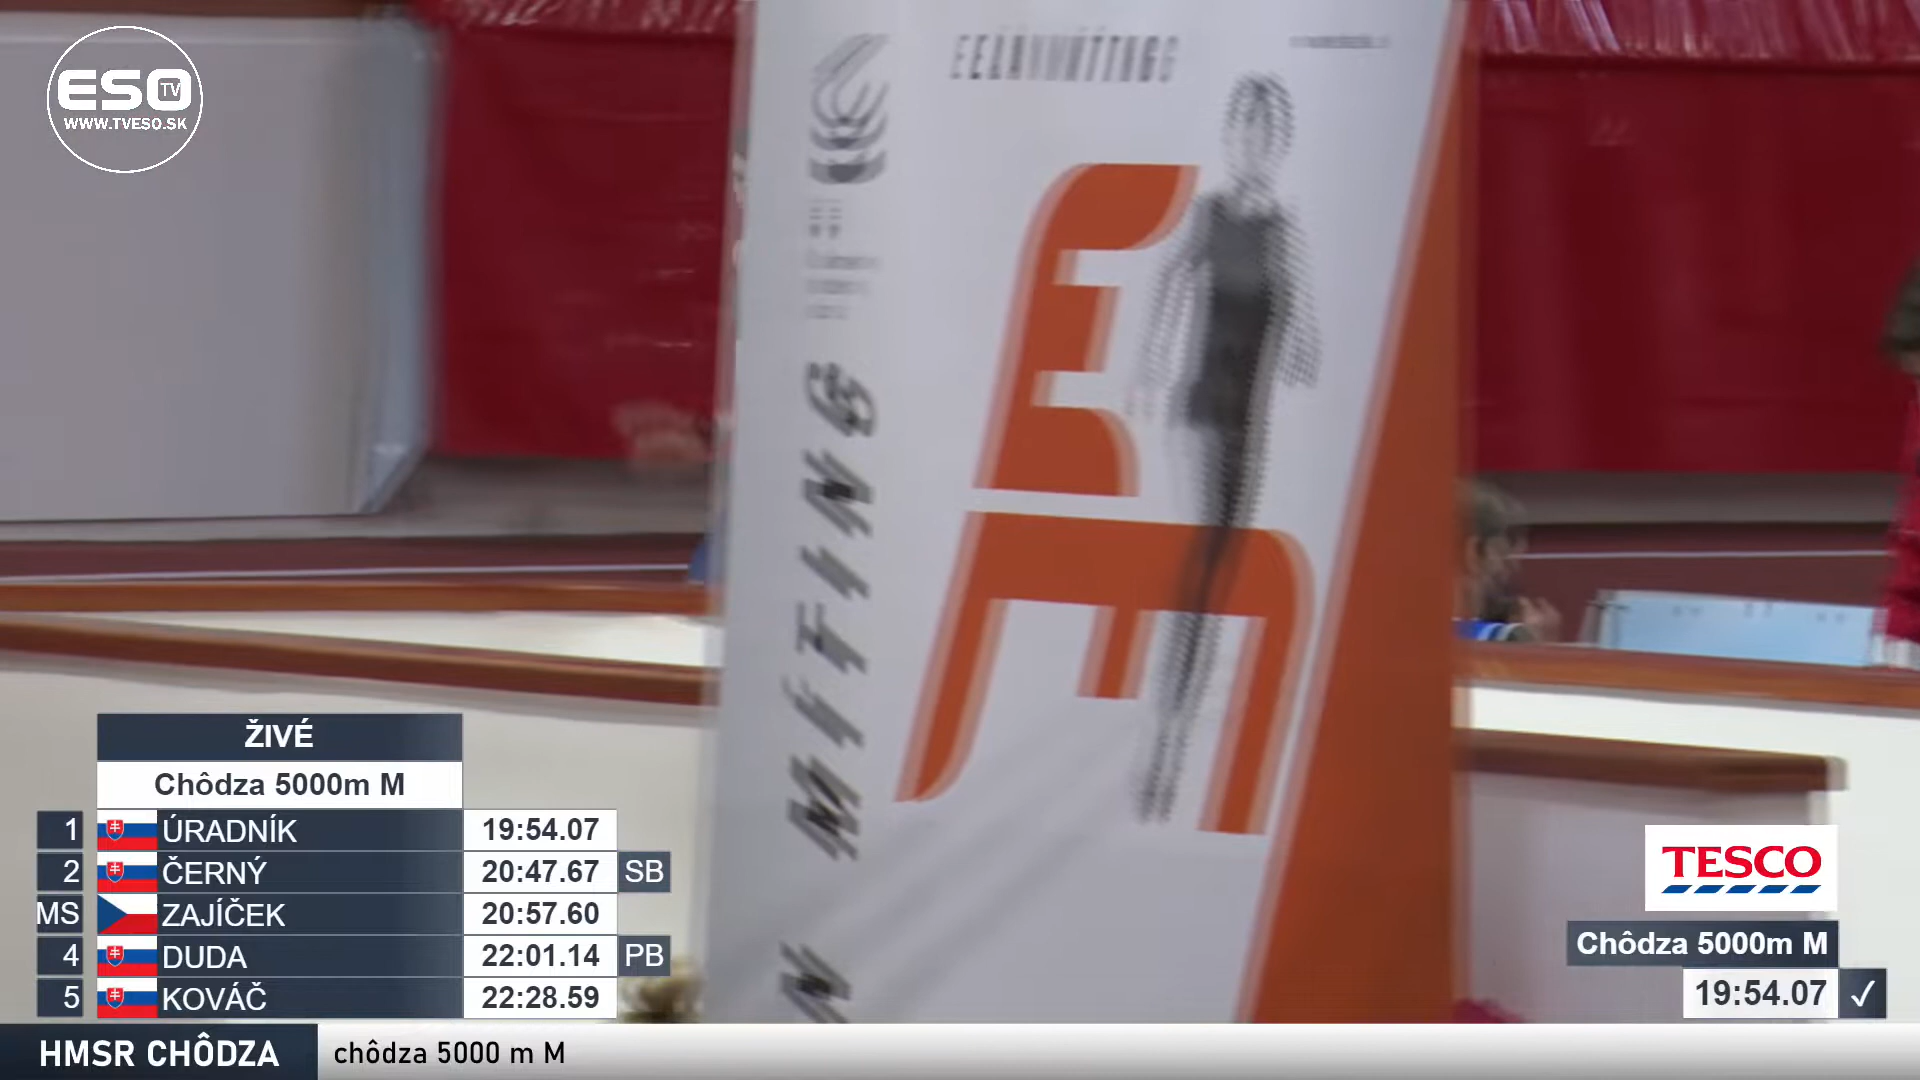 ESO TV
WWW.TVESO.SK
MÍTING
ŽIVÉ
Chôdza 5000m M
1 ÚRADNÍK 19:54.07
2 ČERNÝ 20:47.67 SB
MS ZAJÍČEK 20:57.60
4 DUDA 22:01.14 PB
5 KOVÁČ 22:28.59
TESCO
Chôdza 5000m M
19:54.07 ✓
HMSR CHÔDZA chôdza 5000 m M